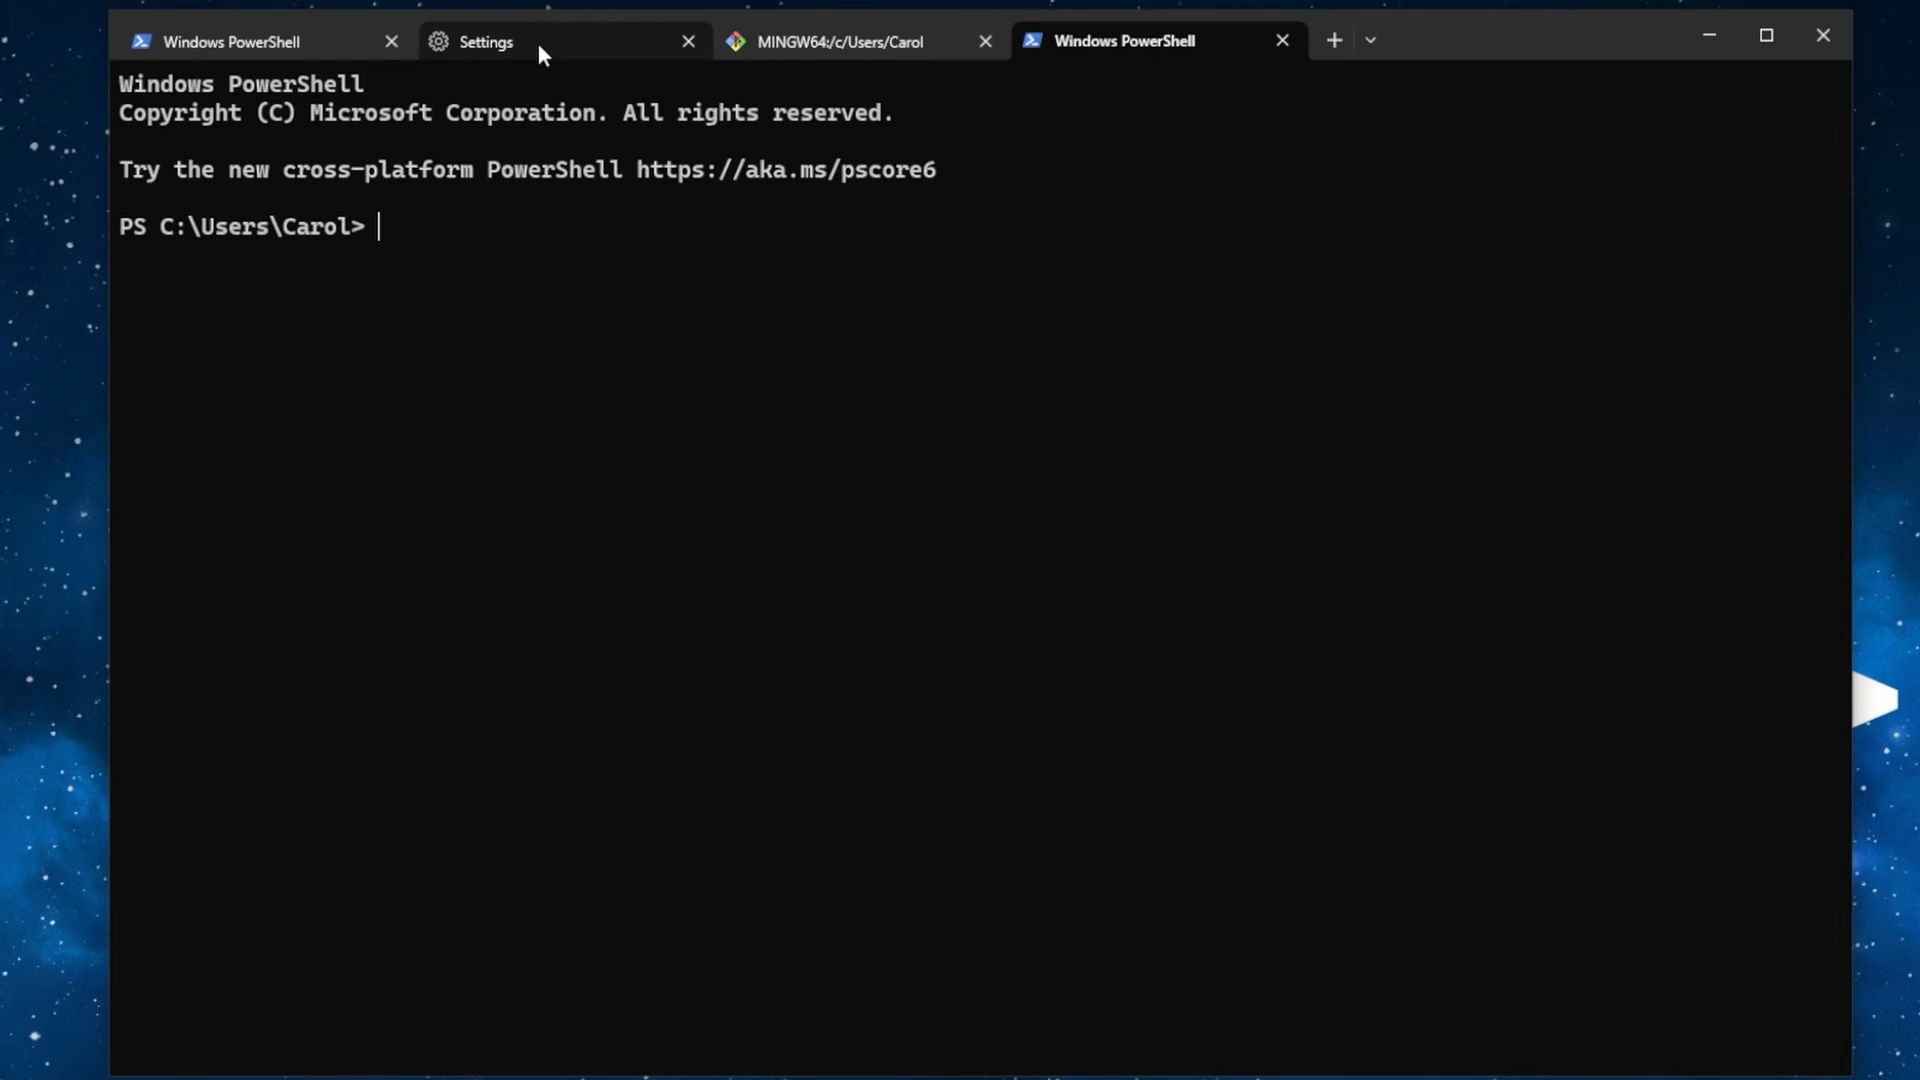 Windows PowerShell
Settings
MINGW64:/c/Users/Carol
Windows PowerShell
Windows PowerShell
Copyright (C) Microsoft Corporation. All rights reserved.
Try the new cross-platform PowerShell https://aka.ms/pscore6
PS C:\Users\Carol>